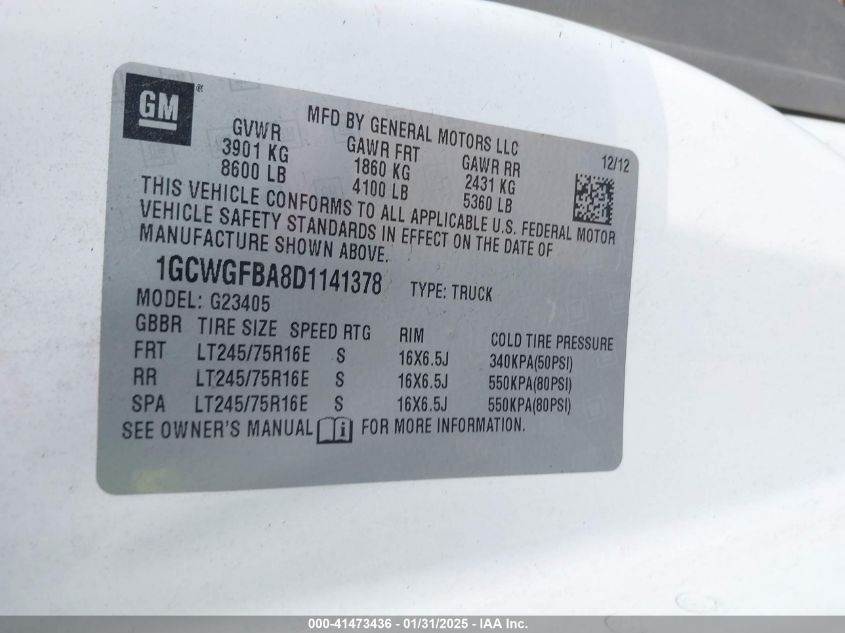 GM ®
MFD BY GENERAL MOTORS LLC
12/12
GVWR GAWR FRT GAWR RR
3901 KG 1860 KG 2431 KG
8600 LB 4100 LB 5360 LB
THIS VEHICLE CONFORMS TO ALL APPLICABLE U.S. FEDERAL MOTOR
VEHICLE SAFETY STANDARDS IN EFFECT ON THE DATE OF
MANUFACTURE SHOWN ABOVE.
1GCWGFBA8D1141378 TYPE: TRUCK
MODEL: G23405
GBBR TIRE SIZE SPEED RTG RIM COLD TIRE PRESSURE
FRT LT245/75R16E S 16X6.5J 340KPA(50PSI)
RR LT245/75R16E S 16X6.5J 550KPA(80PSI)
SPA LT245/75R16E S 16X6.5J 550KPA(80PSI)
SEE OWNER'S MANUAL i FOR MORE INFORMATION.
000-41473436 - 01/31/2025 - IAA Inc.